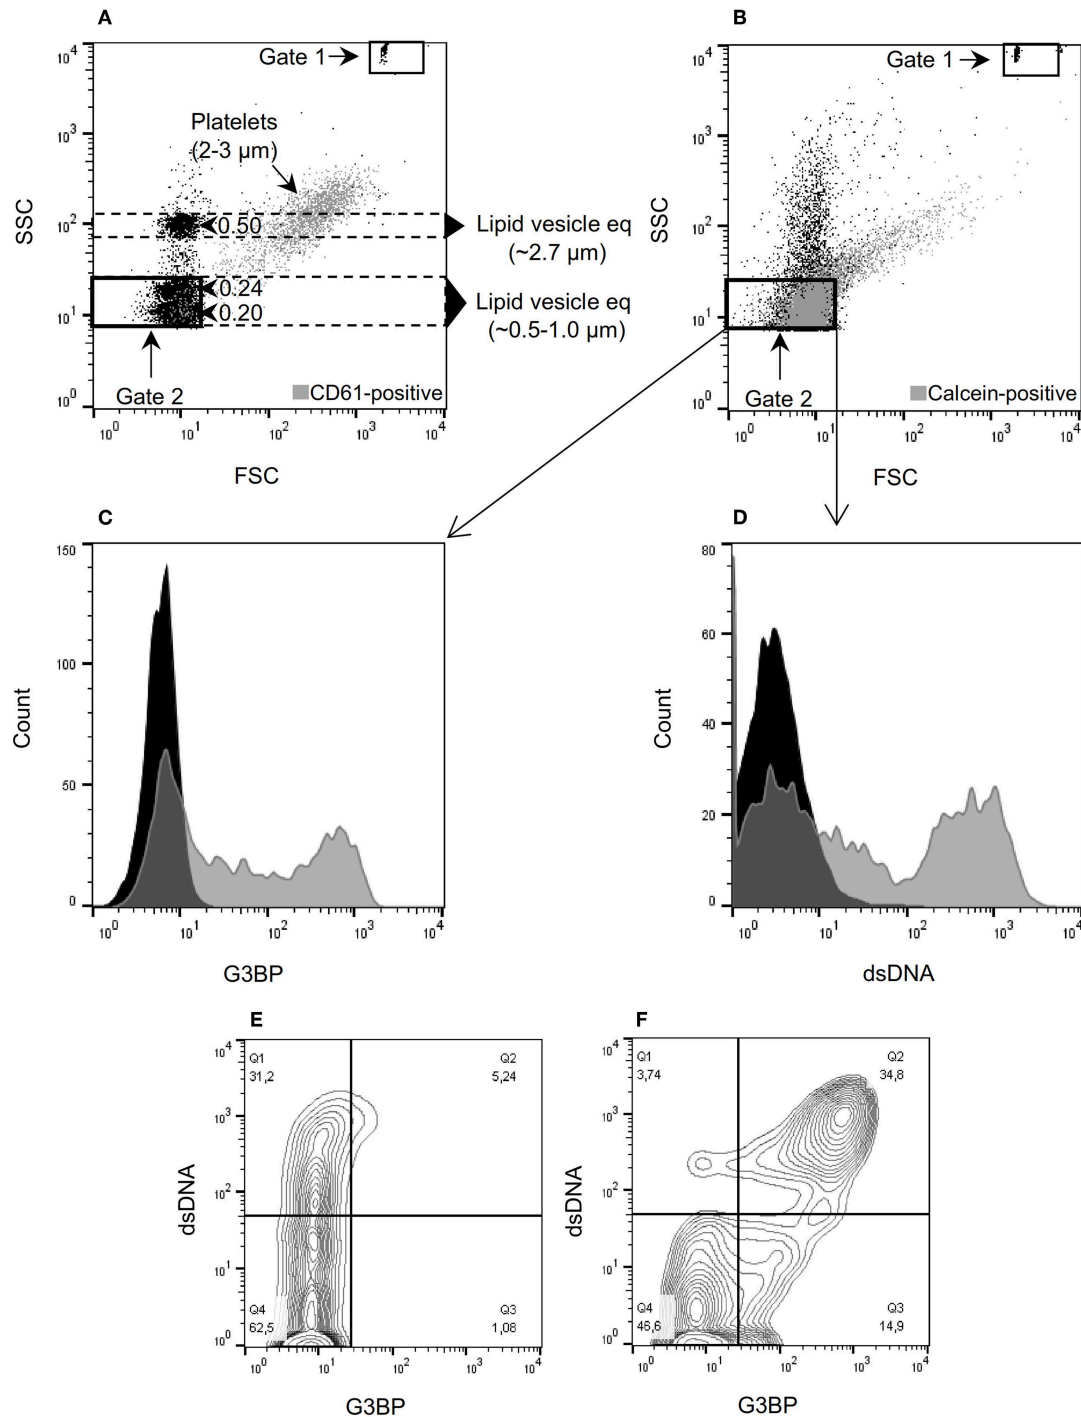 A
10^4
10^3
10^2
10^1
10^0
SSC
Gate 1
Platelets
(2-3 µm)
0.50
0.24
0.20
Gate 2
CD61-positive
10^0 10^1 10^2 10^3 10^4
FSC
Lipid vesicle eq
(~2.7 µm)
Lipid vesicle eq
(~0.5-1.0 µm)
B
10^4
10^3
10^2
10^1
10^0
SSC
Gate 1
Gate 2
Calcein-positive
10^0 10^1 10^2 10^3 10^4
FSC
C
150
100
50
0
Count
10^0 10^1 10^2 10^3 10^4
G3BP
D
80
60
40
20
0
Count
10^0 10^1 10^2 10^3 10^4
dsDNA
E
10^4
10^3
10^2
10^1
10^0
dsDNA
Q1
31,2
Q2
5,24
Q4
62,5
Q3
1,08
10^0 10^1 10^2 10^3 10^4
G3BP
F
10^4
10^3
10^2
10^1
10^0
dsDNA
Q1
3,74
Q2
34,8
Q4
46,6
Q3
14,9
10^0 10^1 10^2 10^3 10^4
G3BP